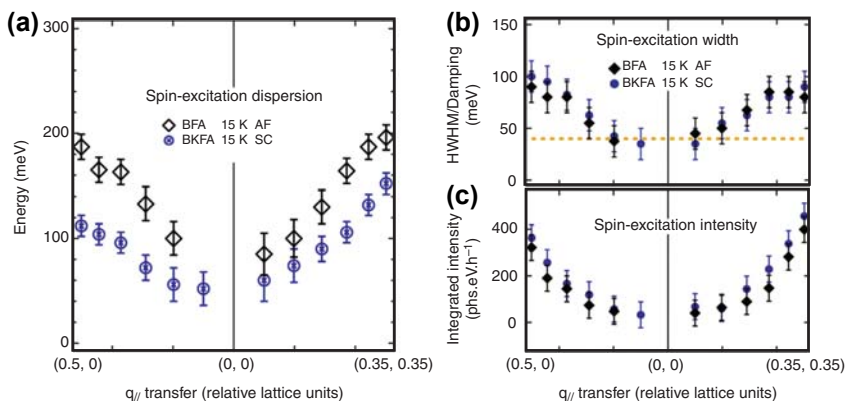 (a)
300
200
100
0
Energy (meV)
Spin-excitation dispersion
BFA 15 K AF
BKFA 15 K SC
(0.5, 0)
(0, 0)
(0.35, 0.35)
q// transfer (relative lattice units)
(b)
150
100
50
0
HWHM/Damping
(meV)
Spin-excitation width
BFA 15 K AF
BKFA 15 K SC
(c)
400
200
0
Integrated intensity
(phs.eV.h⁻¹)
Spin-excitation intensity
(0.5, 0)
(0, 0)
(0.35, 0.35)
q// transfer (relative lattice units)